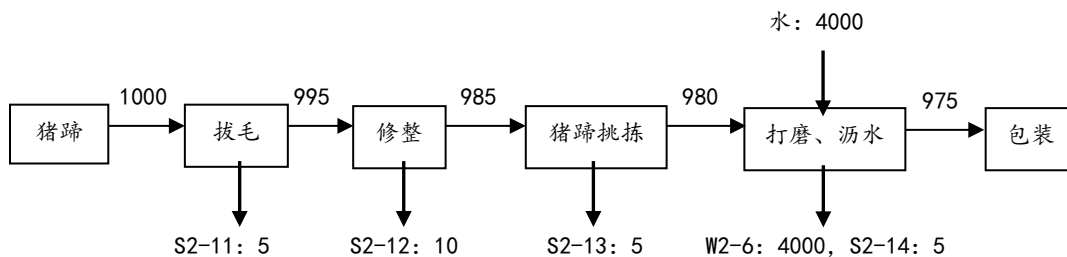 水：4000
1000
995
985
980
975
猪蹄
拔毛
修整
猪蹄挑拣
打磨、沥水
包装
S2-11：5
S2-12：10
S2-13：5
W2-6：4000，S2-14：5